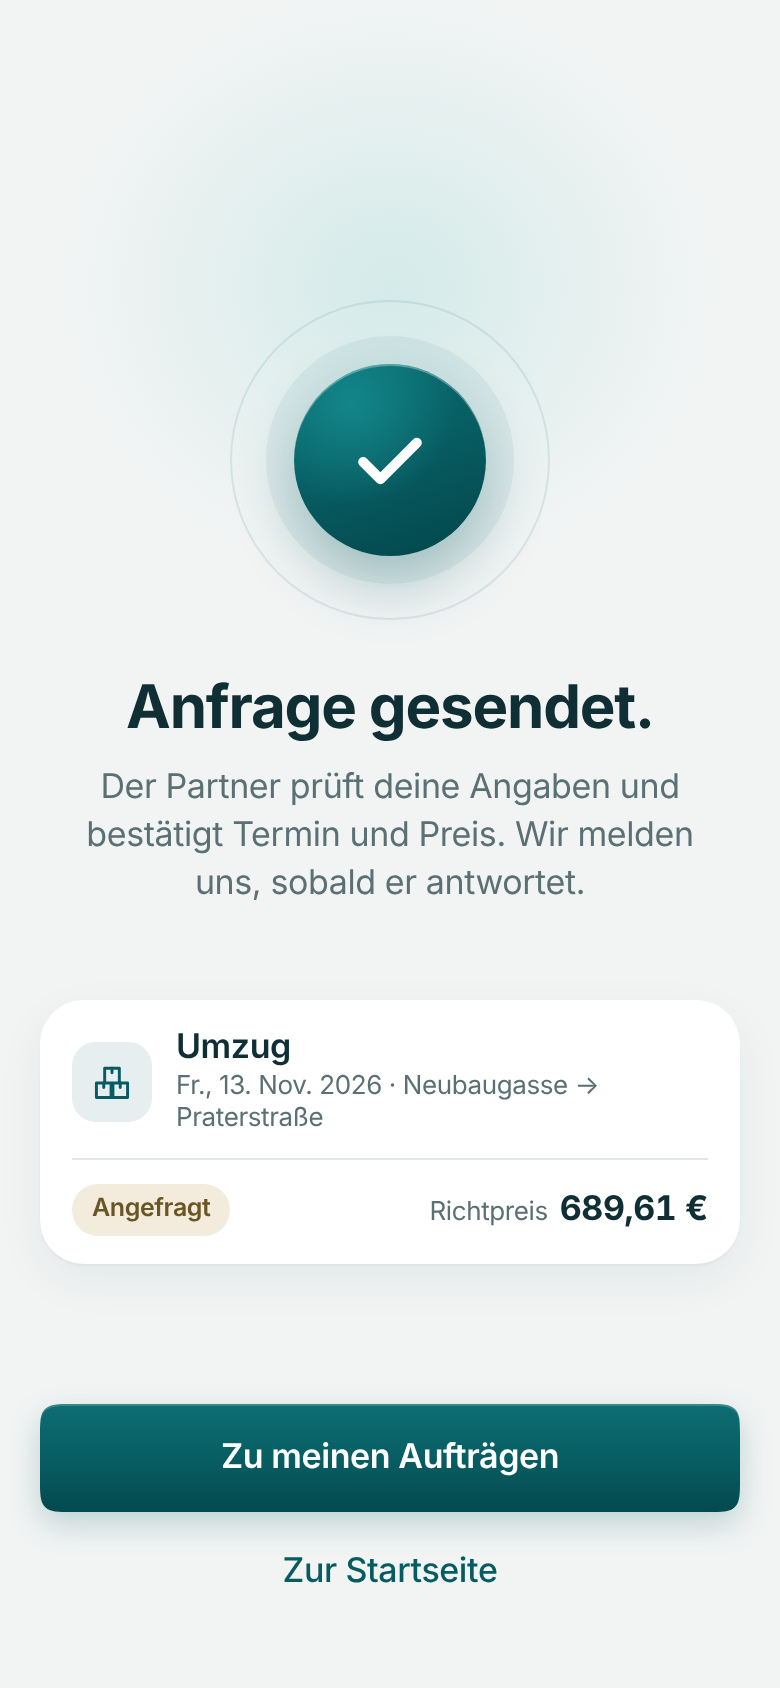 Anfrage gesendet.
Der Partner prüft deine Angaben und
bestätigt Termin und Preis. Wir melden
uns, sobald er antwortet.
Umzug
Fr., 13. Nov. 2026 · Neubaugasse →
Praterstraße
Angefragt
Richtpreis 689,61 €
Zu meinen Aufträgen
Zur Startseite